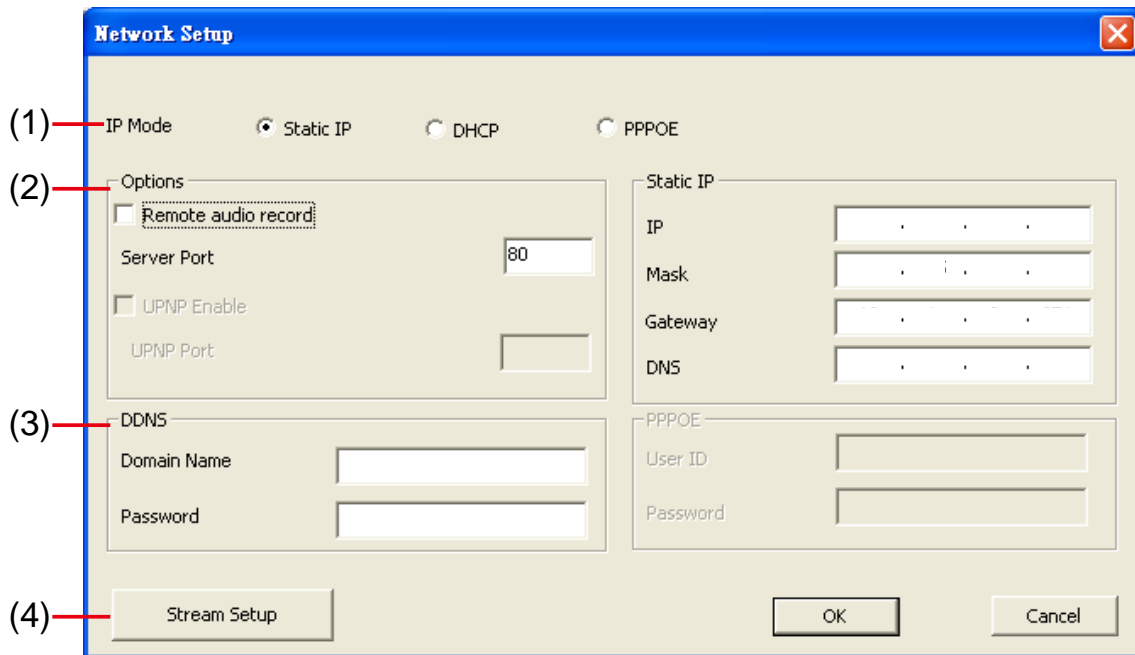 Network Setup
(1) IP Mode Static IP DHCP PPPOE
(2) Options
Remote audio record
Server Port 80
UPNP Enable
UPNP Port
Static IP
IP . . .
Mask . . .
Gateway . . .
DNS . . .
(3) DDNS
Domain Name
Password
PPPOE
User ID
Password
(4) Stream Setup OK Cancel